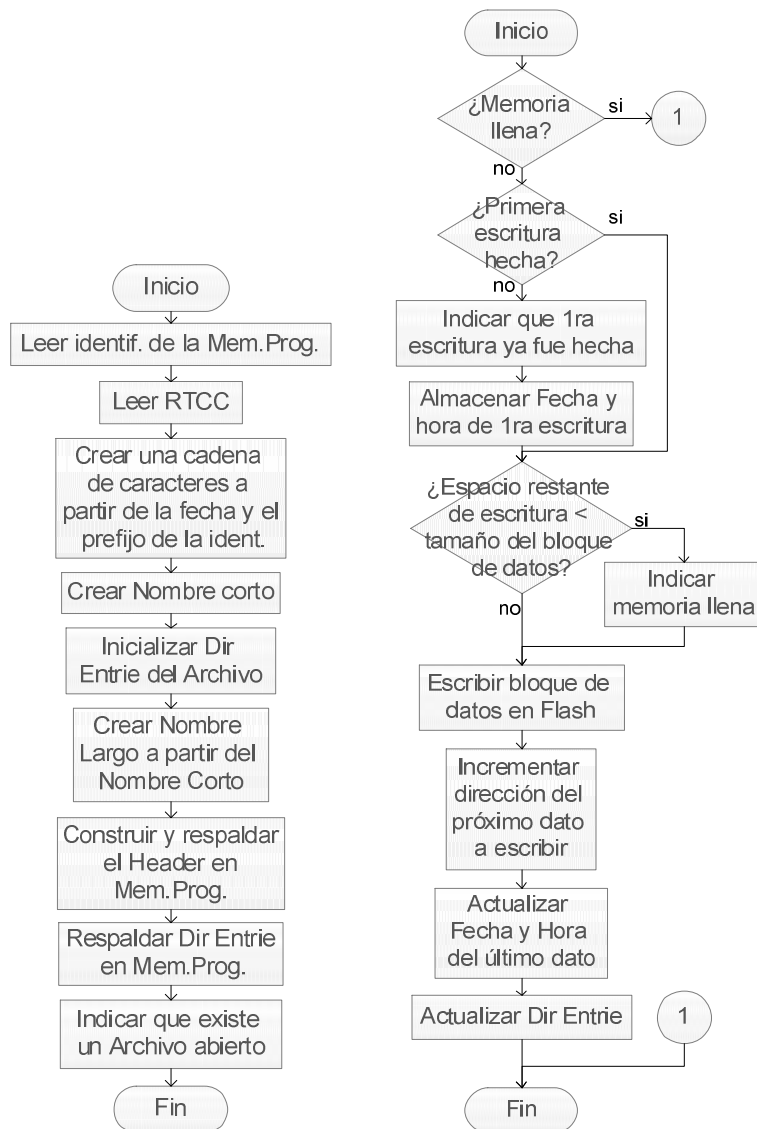 Inicio
Leer identif. de la Mem.Prog.
Leer RTCC
Crear una cadena
de caracteres a
partir de la fecha y el
prefijo de la ident.
Crear Nombre corto
Inicializar Dir
Entrie del Archivo
Crear Nombre
Largo a partir del
Nombre Corto
Construir y respaldar
el Header en
Mem.Prog.
Respaldar Dir Entrie
en Mem.Prog.
Indicar que existe
un Archivo abierto
Fin
Inicio
¿Memoria
llena?
si
1
no
¿Primera
escritura
hecha?
si
no
Indicar que 1ra
escritura ya fue hecha
Almacenar Fecha y
hora de 1ra escritura
¿Espacio restante
de escritura <
tamaño del bloque
de datos?
si
no
Indicar
memoria llena
Escribir bloque de
datos en Flash
Incrementar
dirección del
próximo dato
a escribir
Actualizar
Fecha y Hora
del último dato
Actualizar Dir Entrie
1
Fin